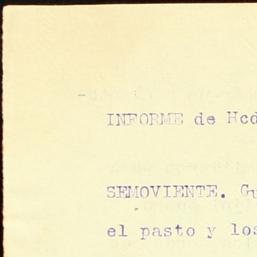 INFORME de Hcd
SEMOVIENTE. Gu
el pasto y los